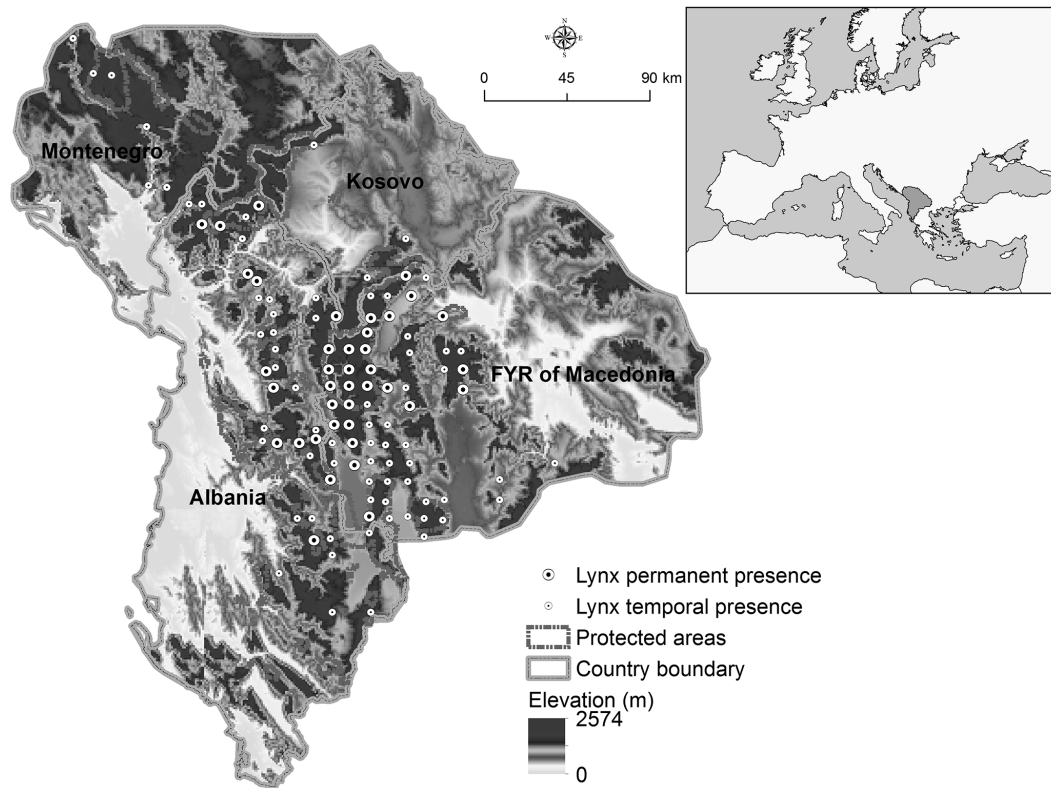 N
W
E
S
0 45 90 km
Montenegro
Kosovo
FYR of Macedonia
Albania
Lynx permanent presence
Lynx temporal presence
Protected areas
Country boundary
Elevation (m)
2574
0